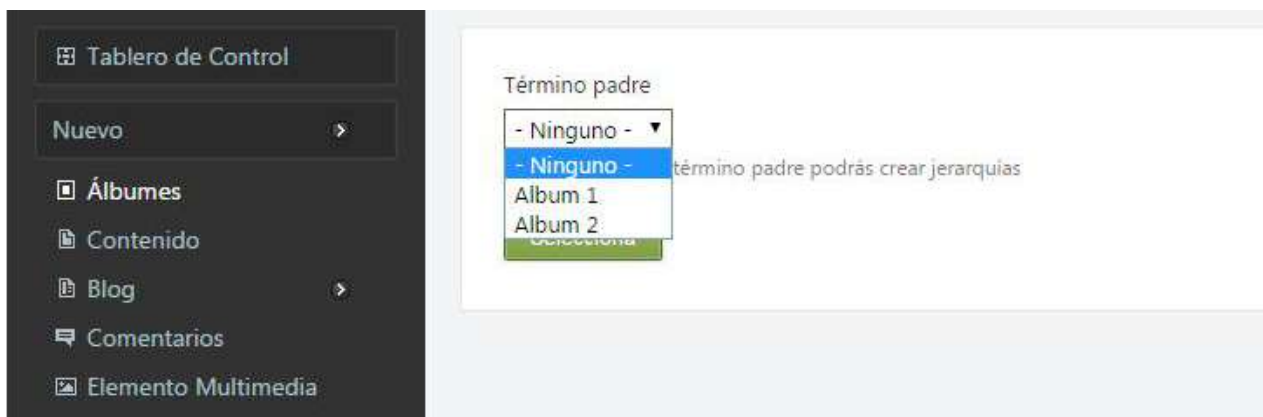 Tablero de Control
Nuevo
Álbumes
Contenido
Blog
Comentarios
Elemento Multimedia
Término padre
- Ninguno -
- Ninguno -
término padre podrás crear jerarquías
Album 1
Album 2
Selecciona